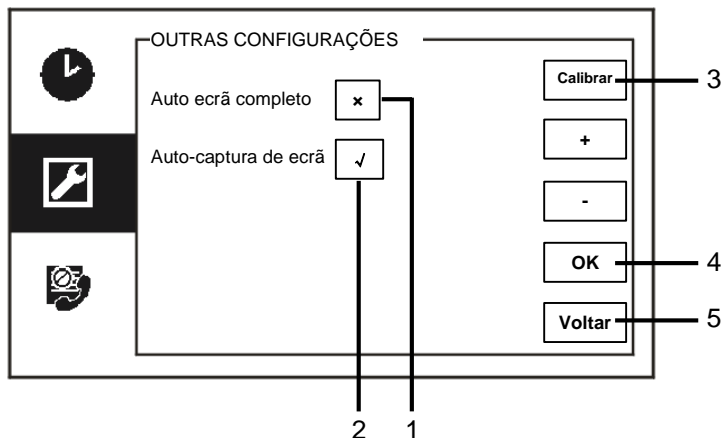 OUTRAS CONFIGURAÇÕES
Auto ecrã completo ×
Auto-captura de ecrã √
Calibrar
+
-
OK
Voltar
3
4
5
2 1